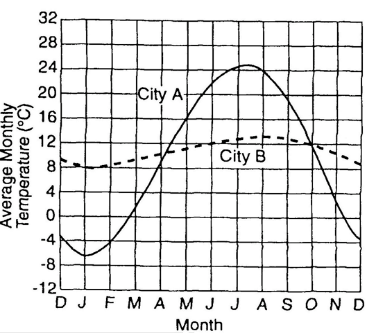 32
28
24
20
16
12
8
4
0
-4
-8
-12
Average Monthly
Temperature (°C)
City A
City B
D J F M A M J J A S O N D
Month